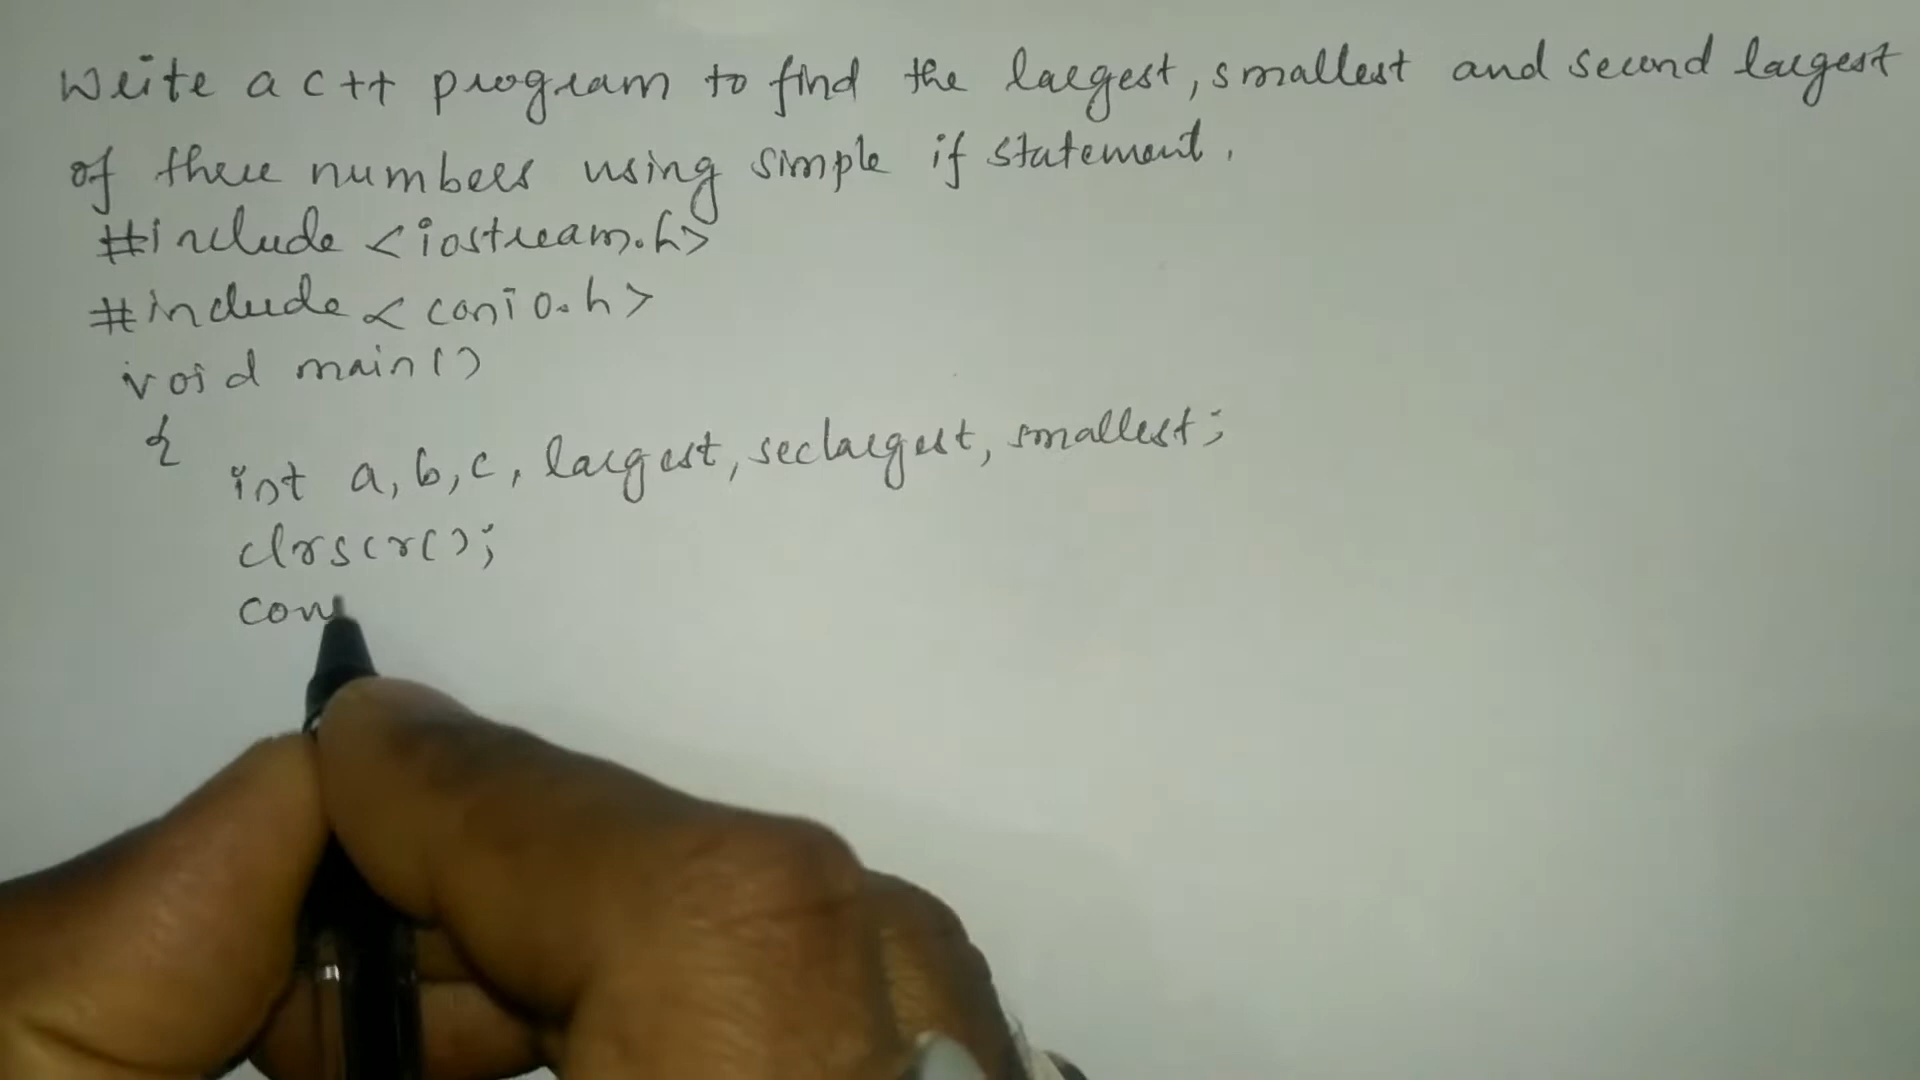 Write a c++ program to find the largest, smallest and second largest
of three numbers using simple if statement.
#include <iostream.h>
#include < conio.h >
void main()
{
int a, b, c, largest, seclargest, smallest;
clrscr();
cou